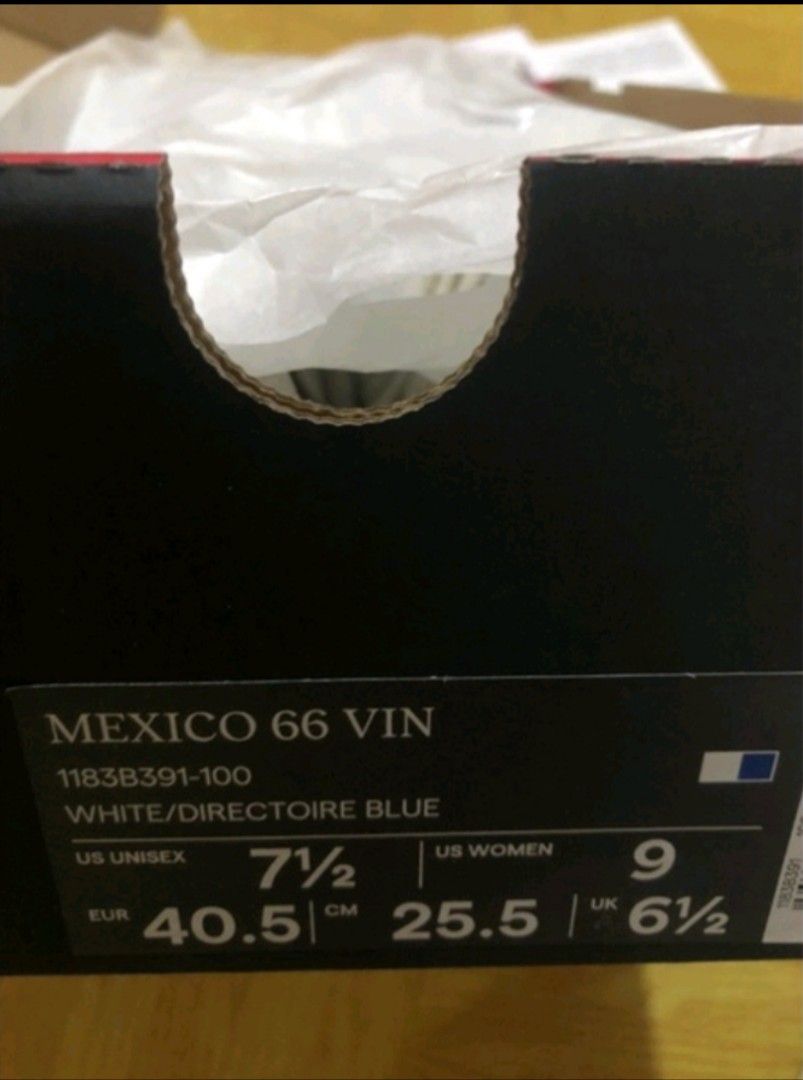 MEXICO 66 VIN
1183B391-100
WHITE/DIRECTOIRE BLUE
US UNISEX 7½ US WOMEN 9
EUR 40.5 CM 25.5 UK 6½
1183B391